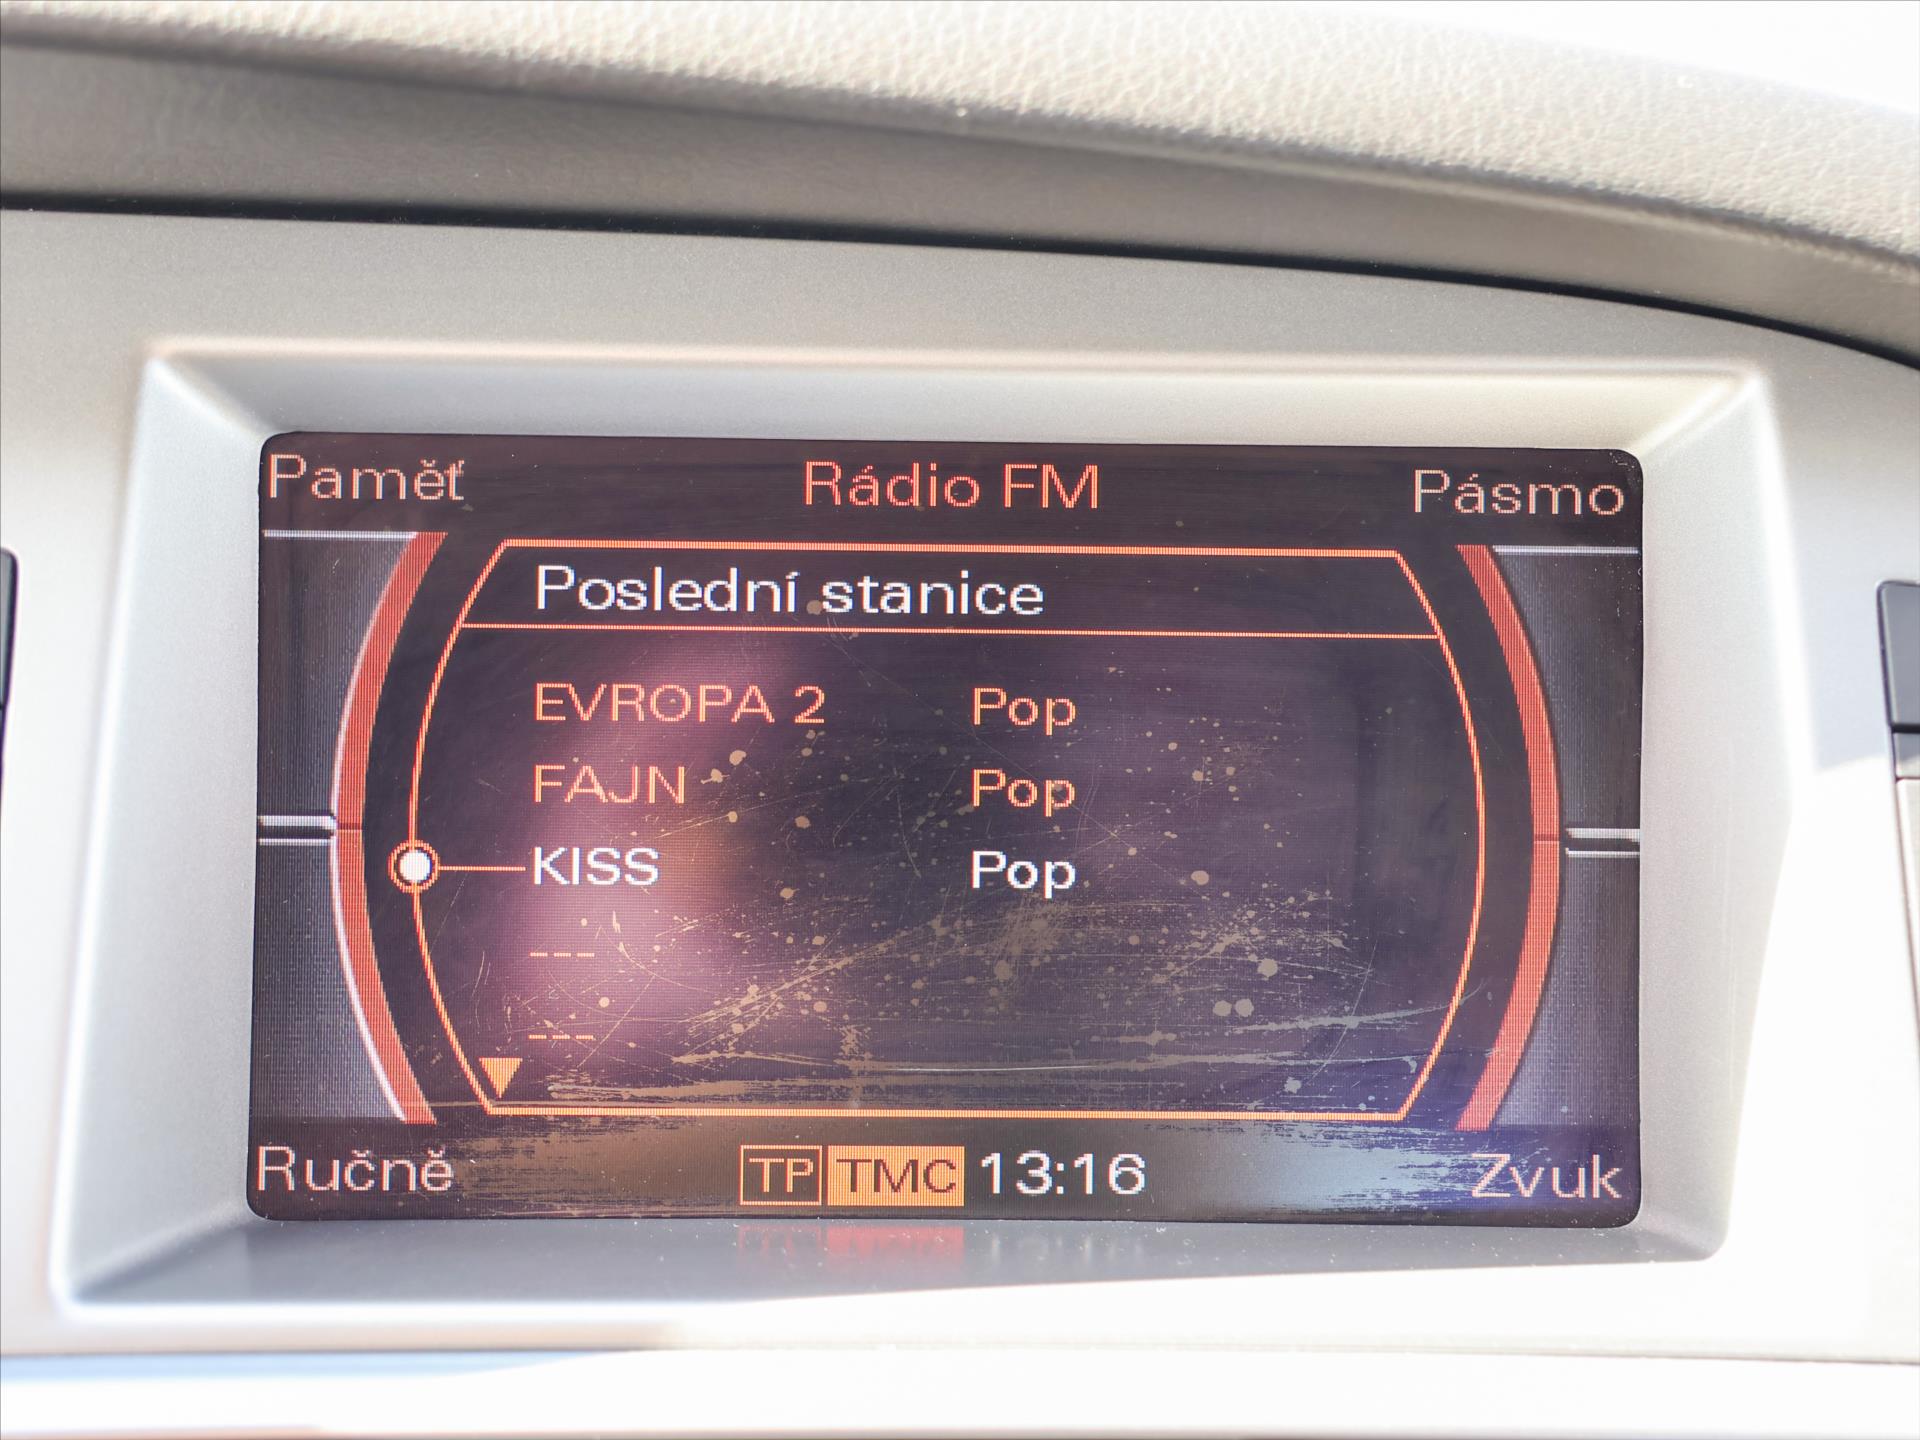 Paměť Rádio FM Pásmo
Poslední stanice
EVROPA 2 Pop
FAJN Pop
KISS Pop
---
---
Ručně TP TMC 13:16 Zvuk